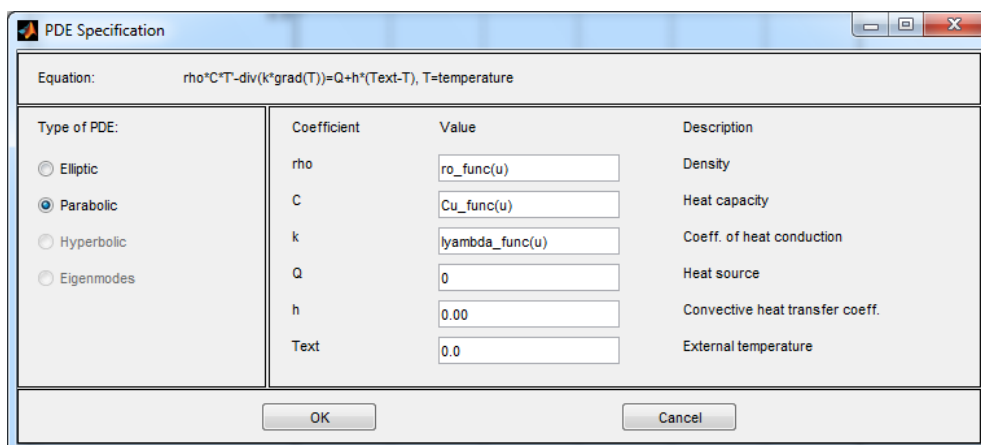 PDE Specification
Equation: rho*C*T'-div(k*grad(T))=Q+h*(Text-T), T=temperature
Type of PDE:
Elliptic
Parabolic
Hyperbolic
Eigenmodes
Coefficient Value Description
rho ro_func(u) Density
C Cu_func(u) Heat capacity
k lyambda_func(u) Coeff. of heat conduction
Q 0 Heat source
h 0.00 Convective heat transfer coeff.
Text 0.0 External temperature
OK Cancel